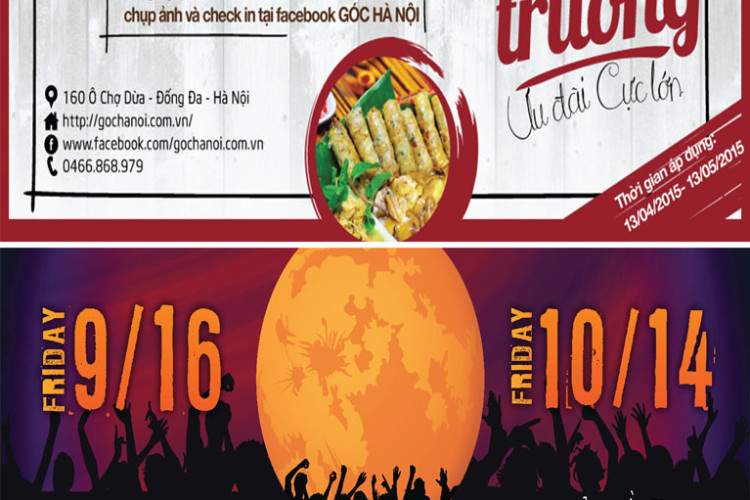 chụp ảnh và check in tại facebook GÓC HÀ NỘI
trương
Ưu đãi Cực lớn
160 Ô Chợ Dừa - Đống Đa - Hà Nội
http://gochanoi.com.vn/
www.facebook.com/gochanoi.com.vn
0466.868.979
Thời gian áp dụng:
13/04/2015- 13/05/2015
FRIDAY 9/16
FRIDAY 10/14